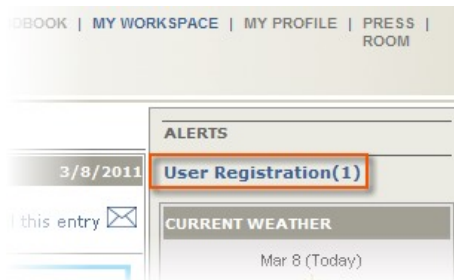 MY WORKSPACE | MY PROFILE | PRESS |
ROOM
ALERTS
3/8/2011
User Registration(1)
this entry
CURRENT WEATHER
Mar 8 (Today)